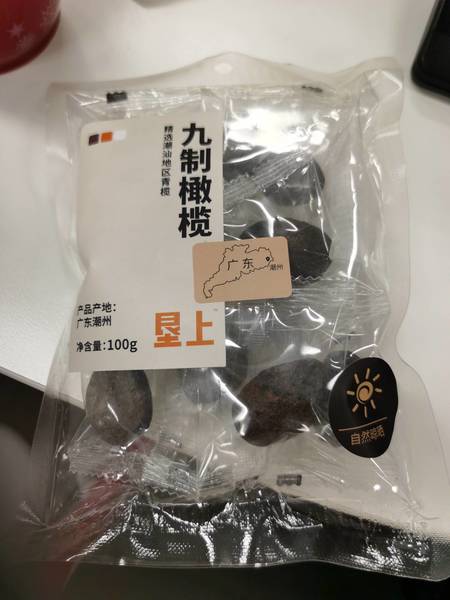 九制橄榄
精选潮汕地区青榄
广东
潮州
产品产地：
广东潮州
净含量：100g
垦上
自然晾晒